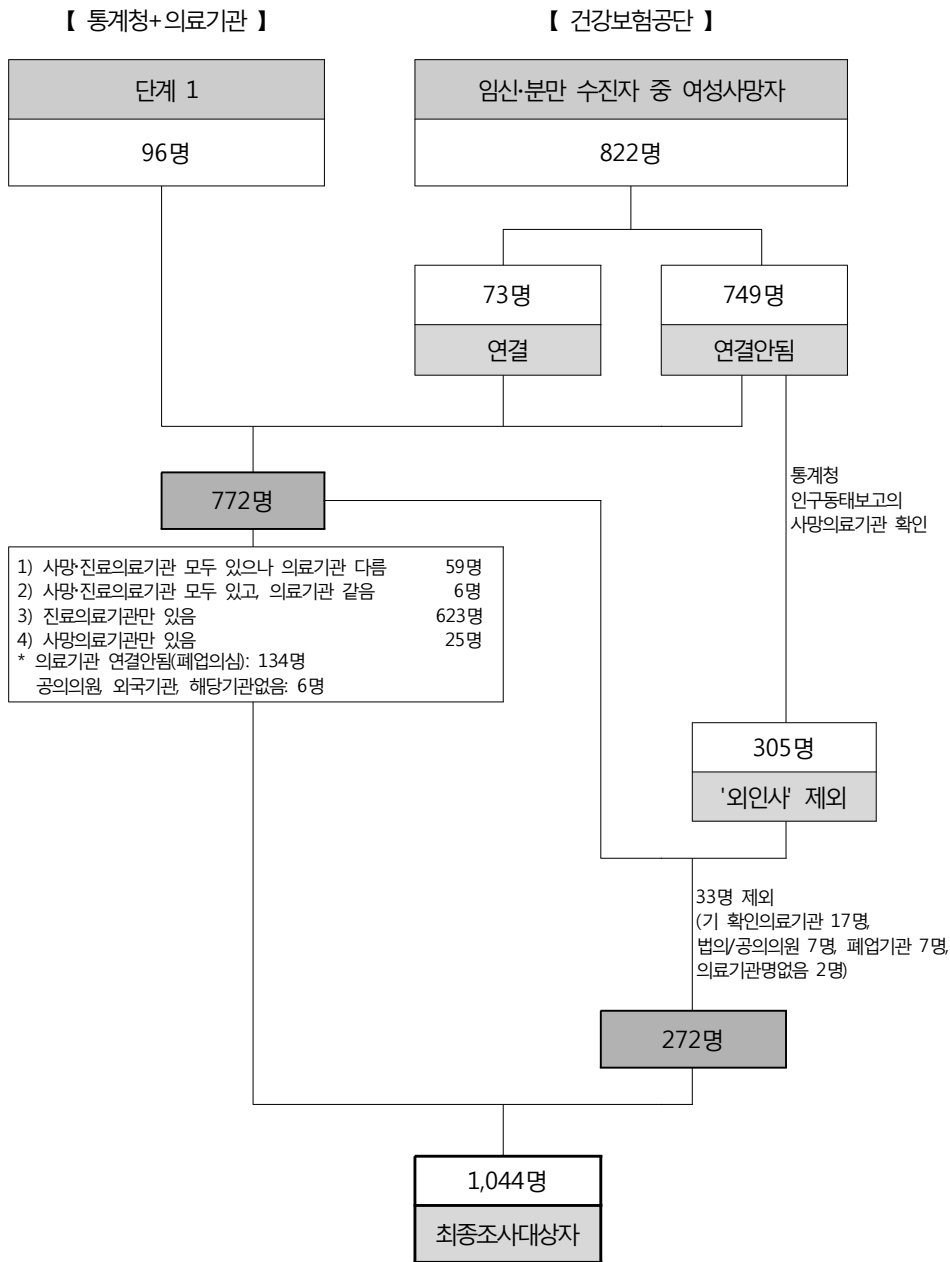 【 통계청+의료기관 】
【 건강보험공단 】
단계 1
96명
임신·분만 수진자 중 여성사망자
822명
73명
연결
749명
연결안됨
통계청
인구동태보고의
사망의료기관 확인
772명
1) 사망·진료의료기관 모두 있으나 의료기관 다름 59명
2) 사망·진료의료기관 모두 있고, 의료기관 같음 6명
3) 진료의료기관만 있음 623명
4) 사망의료기관만 있음 25명
* 의료기관 연결안됨(폐업의심): 134명
공의의원, 외국기관, 해당기관없음: 6명
305명
'외인사' 제외
33명 제외
(기 확인의료기관 17명,
법의/공의의원 7명, 폐업기관 7명,
의료기관명없음 2명)
272명
1,044명
최종조사대상자